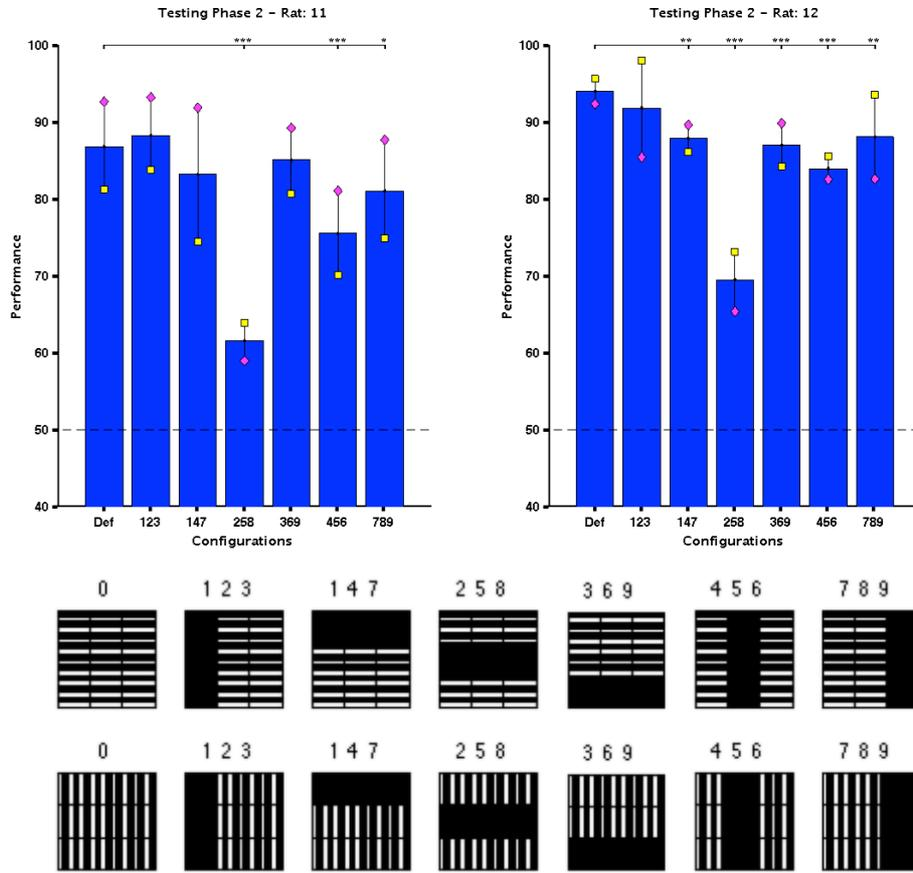 Testing Phase 2 – Rat: 11
Testing Phase 2 – Rat: 12
*** *** *
** *** *** *** **
100
90
80
70
60
50
40
Performance
Def 123 147 258 369 456 789
Configurations
100
90
80
70
60
50
40
Performance
Def 123 147 258 369 456 789
Configurations
0 1 2 3 1 4 7 2 5 8 3 6 9 4 5 6 7 8 9
0 1 2 3 1 4 7 2 5 8 3 6 9 4 5 6 7 8 9